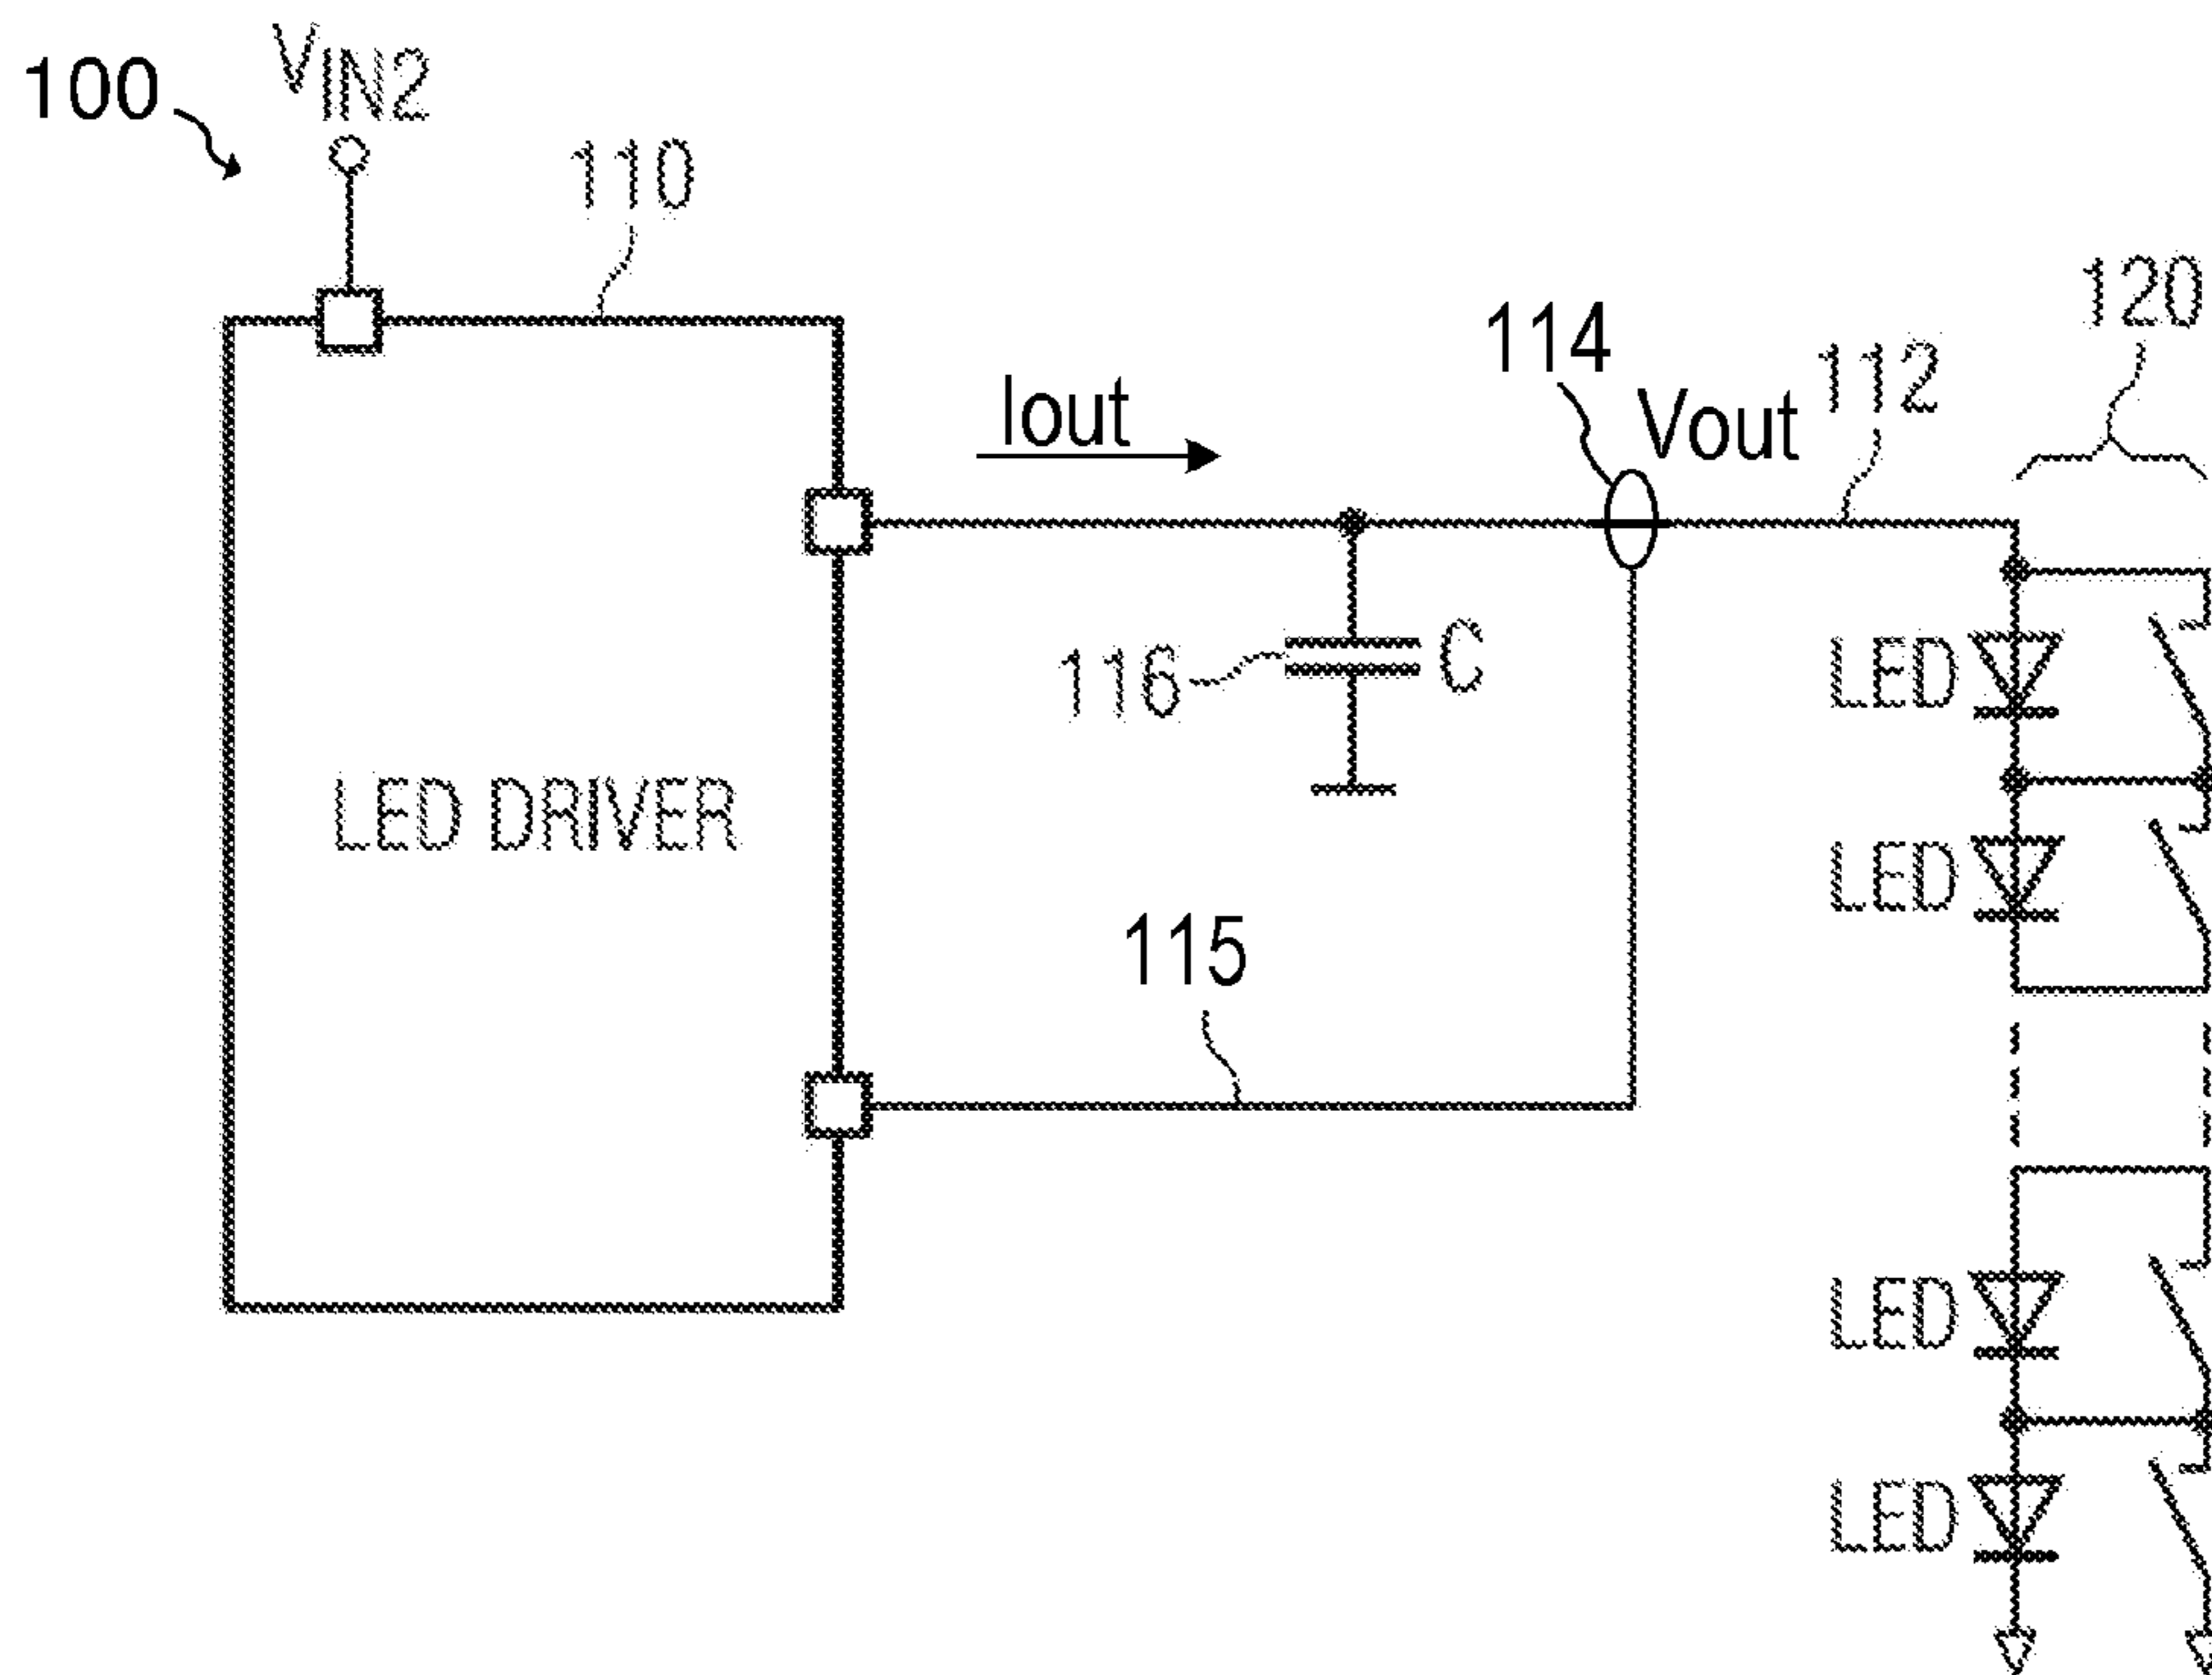 100
VIN2
110
120
114
112
Iout
Vout
116
C
LED
LED DRIVER
LED
115
LED
LED